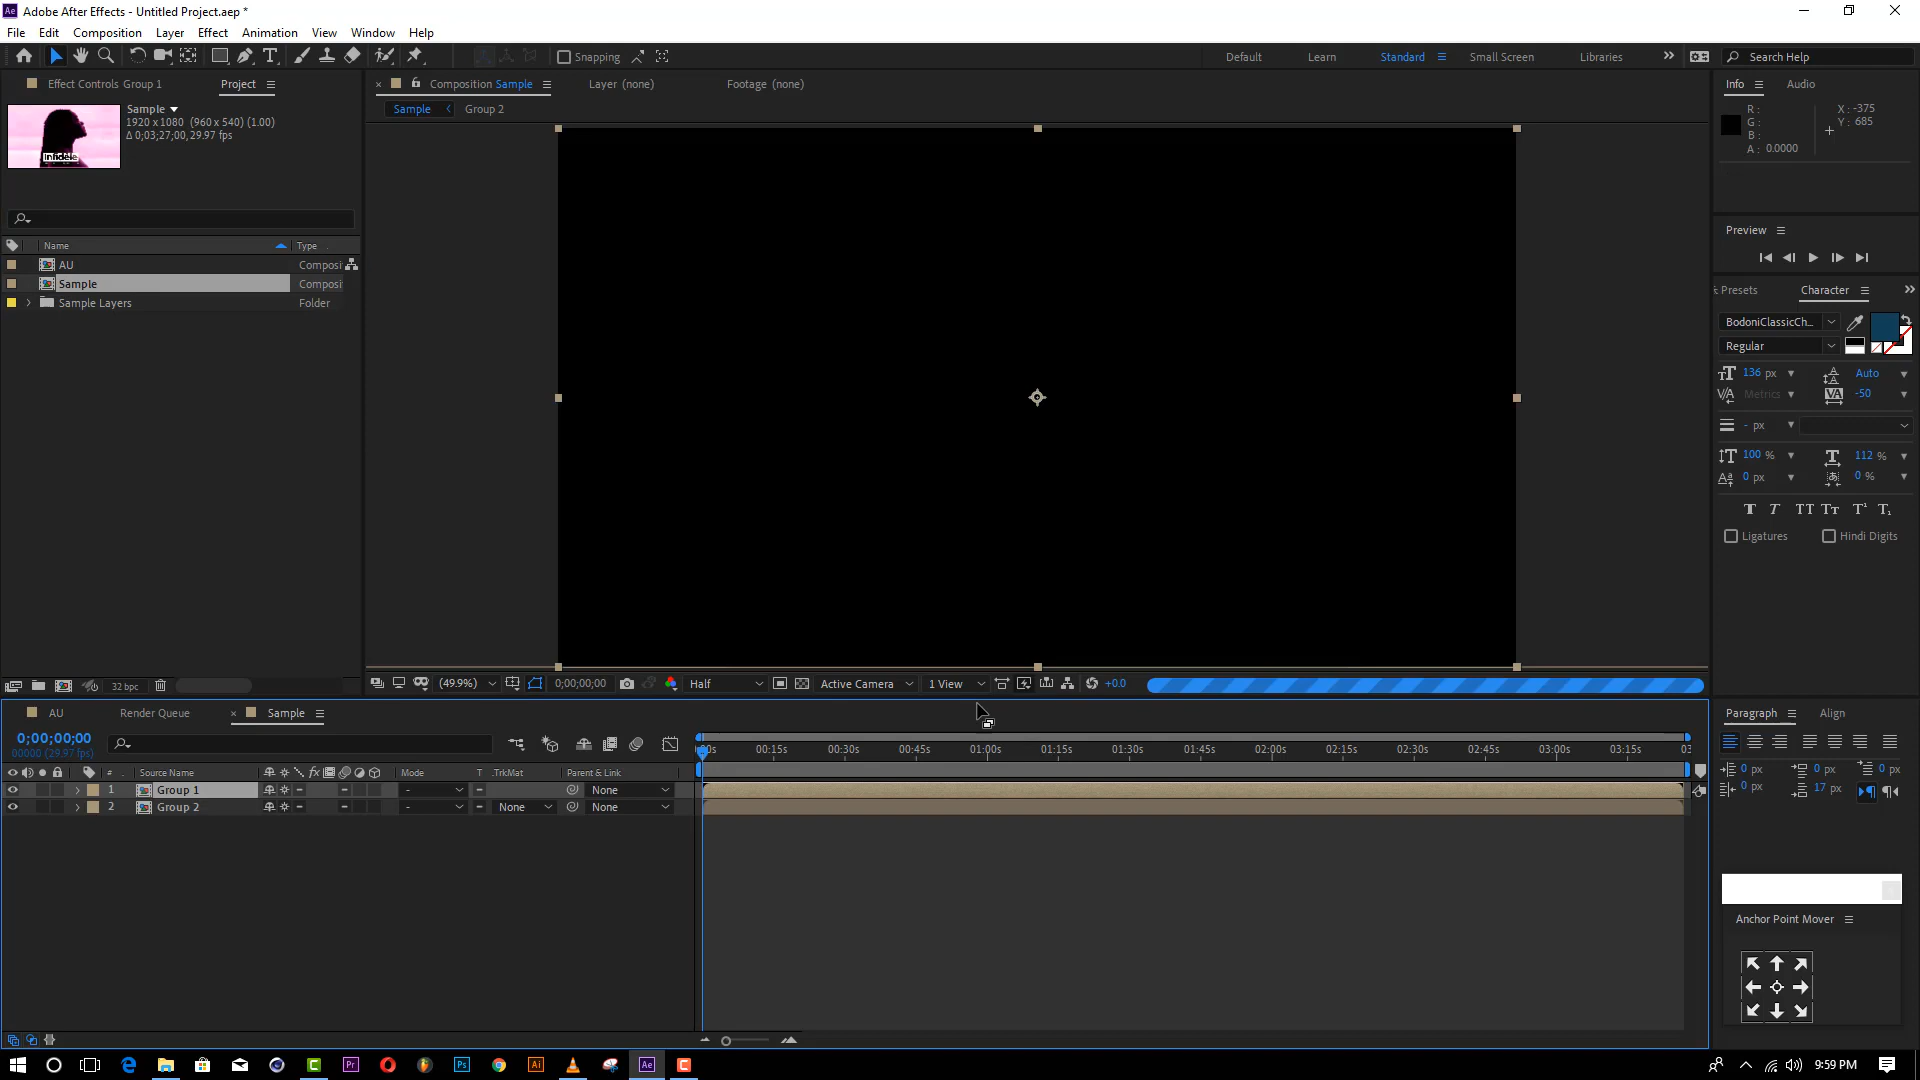 Adobe After Effects - Untitled Project.aep *
File Edit Composition Layer Effect Animation View Window Help
Snapping
Default Learn Standard Small Screen Libraries
Search Help
Effect Controls Group 1 Project
Sample
1920 x 1080 (960 x 540) (1.00)
Δ 0;03;27;00, 29.97 fps
Infidèle
Name Type
AU Composi
Sample Composi
Sample Layers Folder
32 bpc
Composition Sample
Layer (none)
Footage (none)
Sample Group 2
(49.9%) 0;00;00;00 Half Active Camera 1 View +0.0
Info Audio
R :
G :
B :
A : 0.0000
X : -375
Y : 685
Preview
Presets Character
BodoniClassicCh...
Regular
136 px Auto
Metrics -50
- px
100 % 112 %
0 px 0 %
Ligatures Hindi Digits
AU Render Queue Sample
0;00;00;00
00000 (29.97 fps)
00:15s 00:30s 00:45s 01:00s 01:15s 01:30s 01:45s 02:00s 02:15s 02:30s 02:45s 03:00s 03:15s
# Source Name Mode T .TrkMat Parent & Link
1 Group 1 - None
2 Group 2 - None None
Paragraph Align
0 px 0 px 0 px
0 px 17 px
Anchor Point Mover
9:59 PM